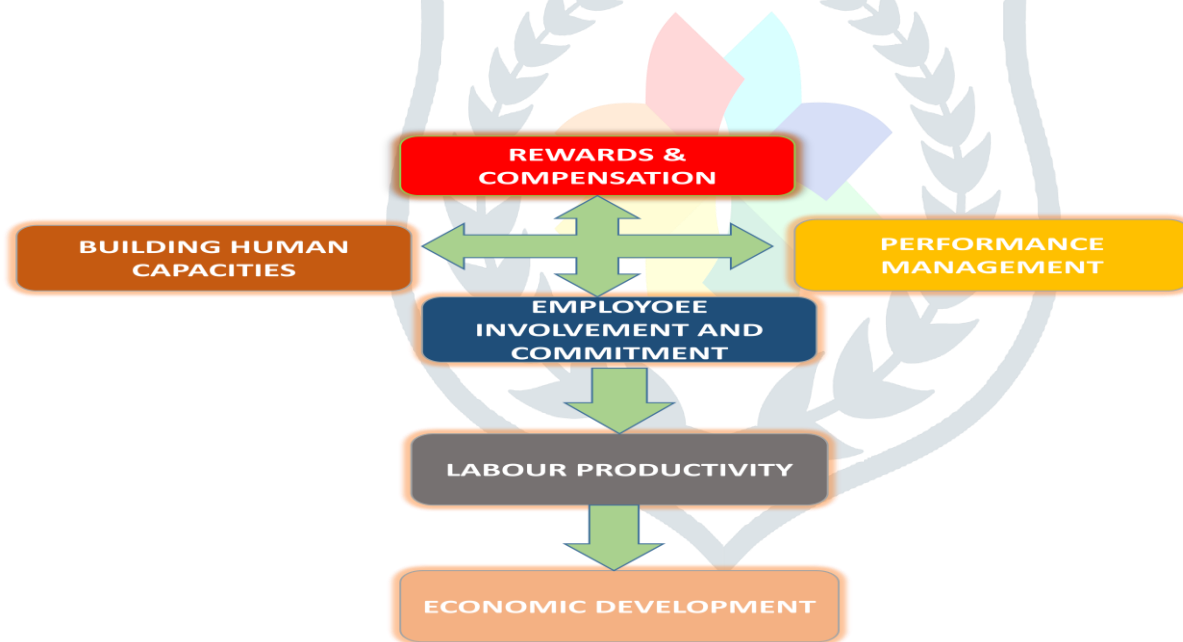 REWARDS &
COMPENSATION
BUILDING HUMAN
CAPACITIES
PERFORMANCE
MANAGEMENT
EMPLOYOEE
INVOLVEMENT AND
COMMITMENT
LABOUR PRODUCTIVITY
ECONOMIC DEVELOPMENT